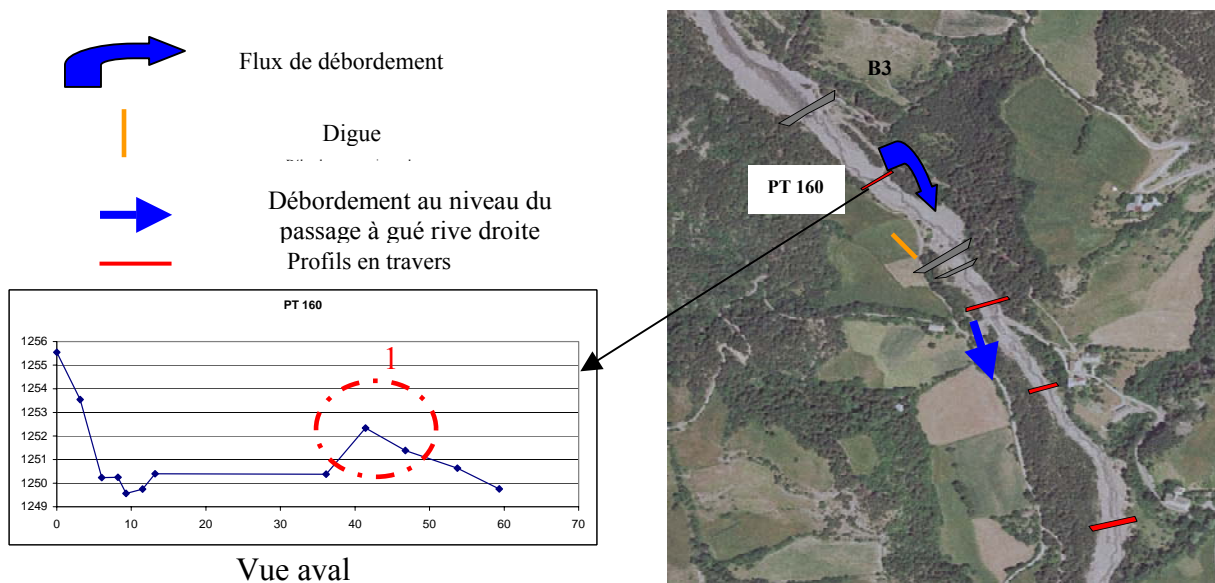 Flux de débordement
Digue
Débordement au niveau du
passage à gué rive droite
Profils en travers
PT 160
1256
1255
1254
1253
1252
1251
1250
1249
0
10
20
30
40
50
60
70
1
Vue aval
B3
PT 160